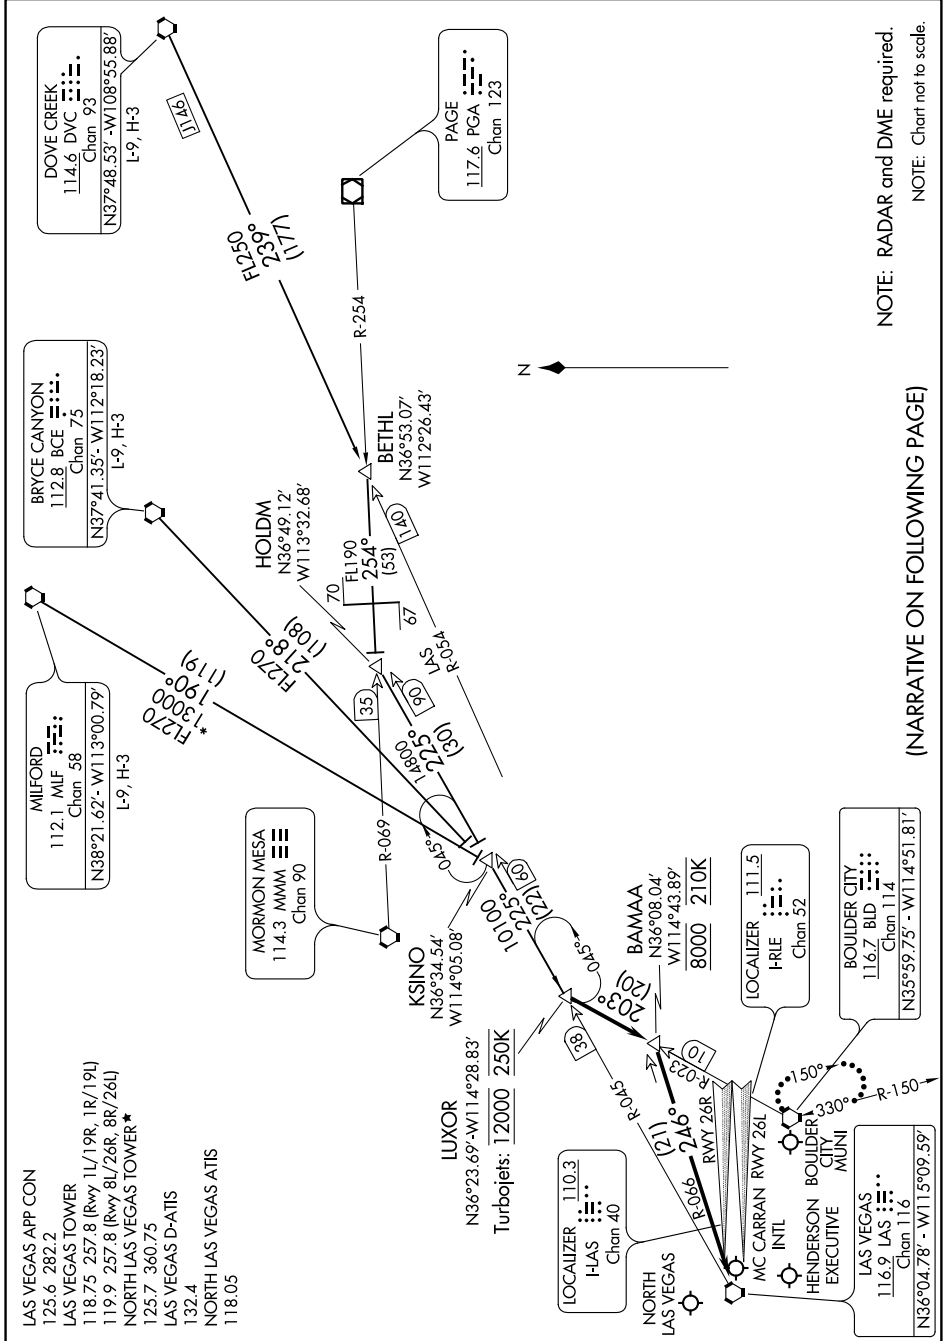 LAS VEGAS APP CON
125.6 282.2
LAS VEGAS TOWER
118.75 257.8 (Rwy 1L/19R, 1R/19L)
119.9 257.8 (Rwy 8L/26R, 8R/26L)
NORTH LAS VEGAS TOWER★
125.7 360.75
LAS VEGAS D-ATIS
132.4
NORTH LAS VEGAS ATIS
118.05
MILFORD
112.1 MLF
Chan 58
N38°21.62′ - W113°00.79′
L-9, H-3
BRYCE CANYON
112.8 BCE
Chan 75
N37°41.35′ - W112°18.23′
L-9, H-3
DOVE CREEK
114.6 DVC
Chan 93
N37°48.53′ -W108°55.88′
L-9, H-3
J146
FL250
239°
(177)
PAGE
117.6 PGA
Chan 123
R-254
BETHL
N36°53.07′
W112°26.43′
HOLDM
N36°49.12′
W113°32.68′
FL190
254°
(53)
70
67
140
LAS
R-054
FL270
218°
(108)
FL270
*13000
190°
(119)
MORMON MESA
114.3 MMM
Chan 90
R-069
35
90
14800
225°
(30)
045°
KSINO
N36°34.54′
W114°05.08′
60
10100
225°
(22)
045°
LUXOR
N36°23.69′-W114°28.83′
Turbojets: 12000 250K
38
R-045
203°
(20)
BAMAA
N36°08.04′
W114°43.89′
8000 210K
10
R-023
246°
(21)
R-066
RWY 26R
RWY 26L
LOCALIZER 111.5
I-RLE
Chan 52
LOCALIZER 110.3
I-LAS
Chan 40
BOULDER CITY
116.7 BLD
Chan 114
N35°59.75′ - W114°51.81′
150°
330°
R-150
NORTH
LAS VEGAS
MC CARRAN
INTL
HENDERSON
EXECUTIVE
BOULDER
CITY
MUNI
LAS VEGAS
116.9 LAS
Chan 116
N36°04.78′ - W115°09.59′
N
NOTE: RADAR and DME required.
NOTE: Chart not to scale.
(NARRATIVE ON FOLLOWING PAGE)